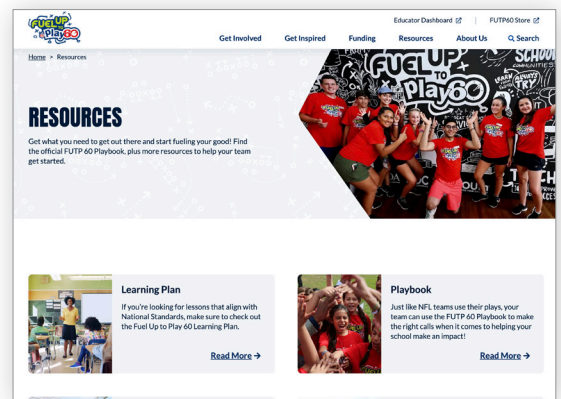 FUEL UP
TO
Play 60
Educator Dashboard
FUTP60 Store
Get Involved
Get Inspired
Funding
Resources
About Us
Search
Home > Resources
RESOURCES
Get what you need to get out there and start fueling your good! Find
the official FUTP 60 Playbook, plus more resources to help your team
get started.
FUEL UP
TO
Play 60
SCHOOL
COMMUNITIES
LEARN
ALWAYS
TRY
Learning Plan
If you're looking for lessons that align with
National Standards, make sure to check out
the Fuel Up to Play 60 Learning Plan.
Read More →
Playbook
Just like NFL teams use their plays, your
team can use the FUTP 60 Playbook to make
the right calls when it comes to helping your
school make an impact!
Read More →